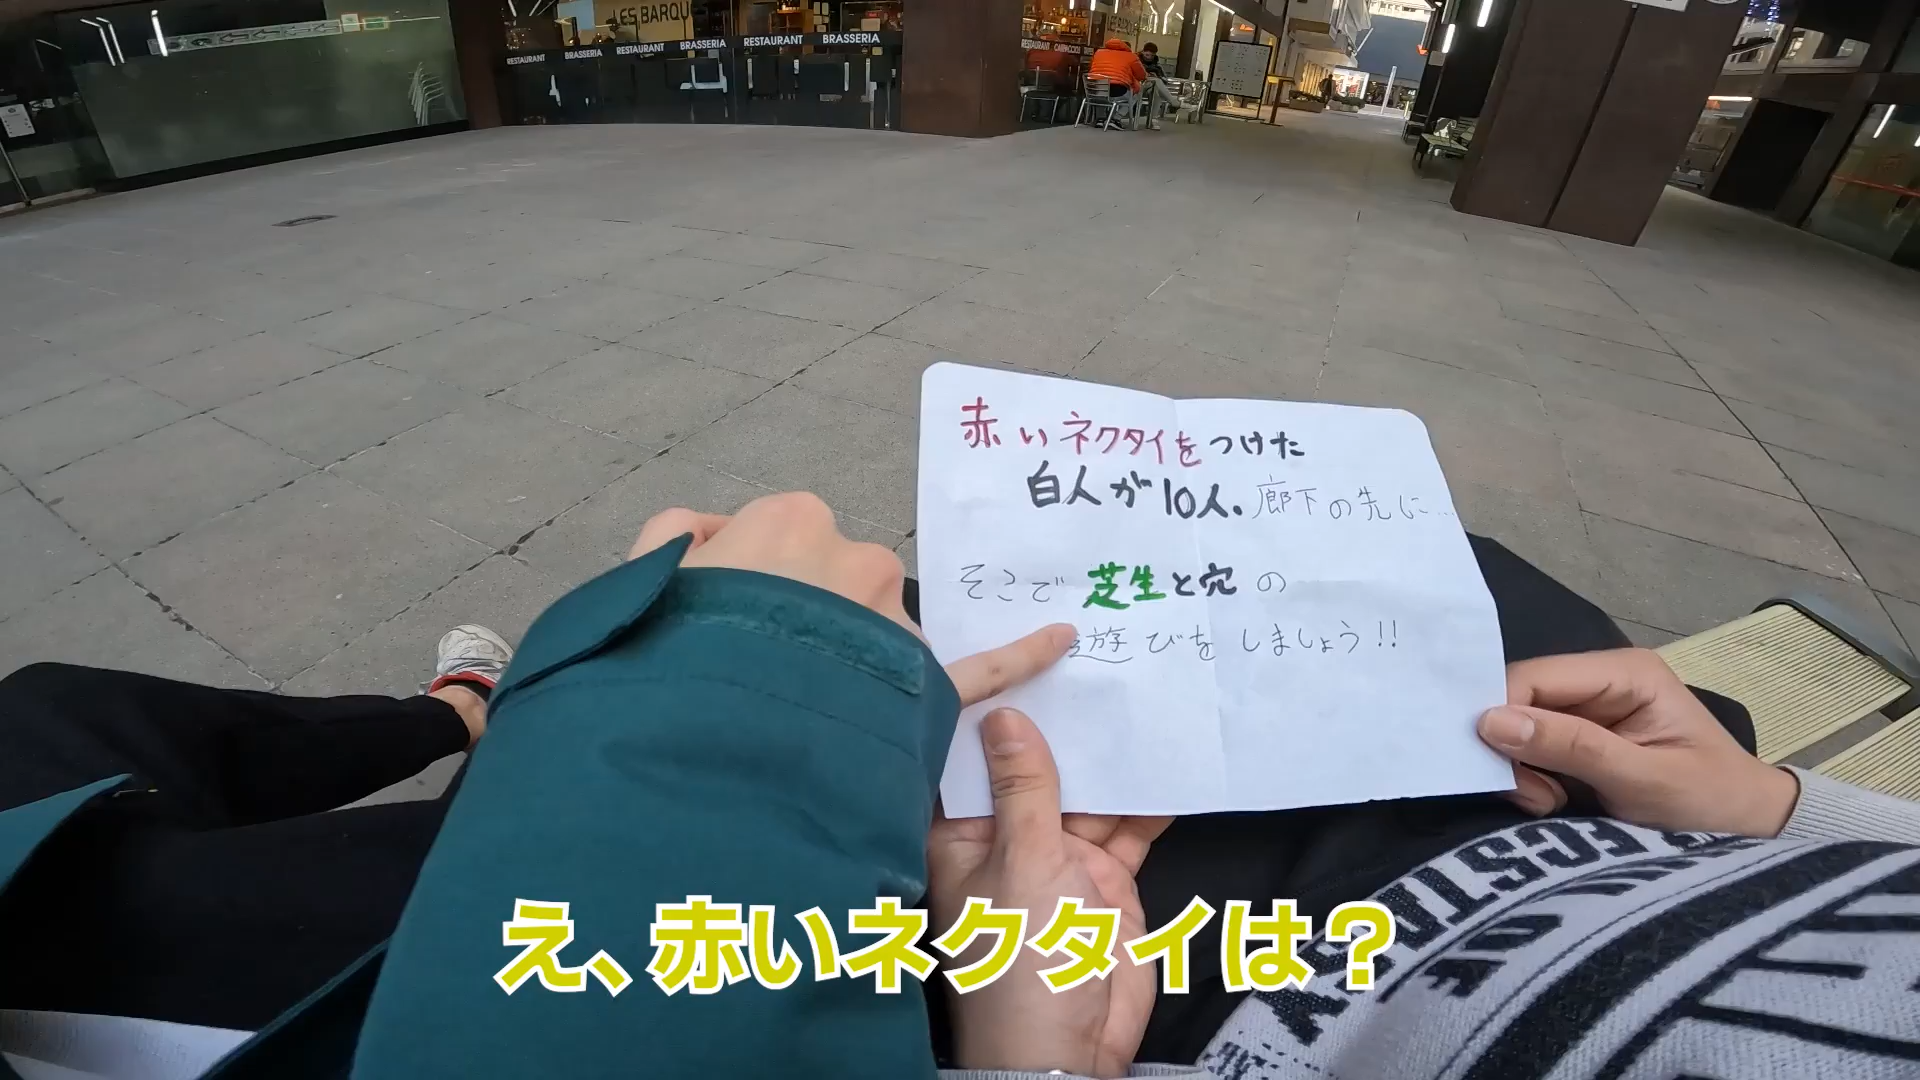 LES BARQU
RESTAURANT BRASSERIA RESTAURANT BRASSERIA RESTAURANT BRASSERIA
RESTAURANT
赤いネクタイをつけた
白人が10人。廊下の先に...
そこで芝生と穴の
遊びをしましょう!!
え、赤いネクタイは?